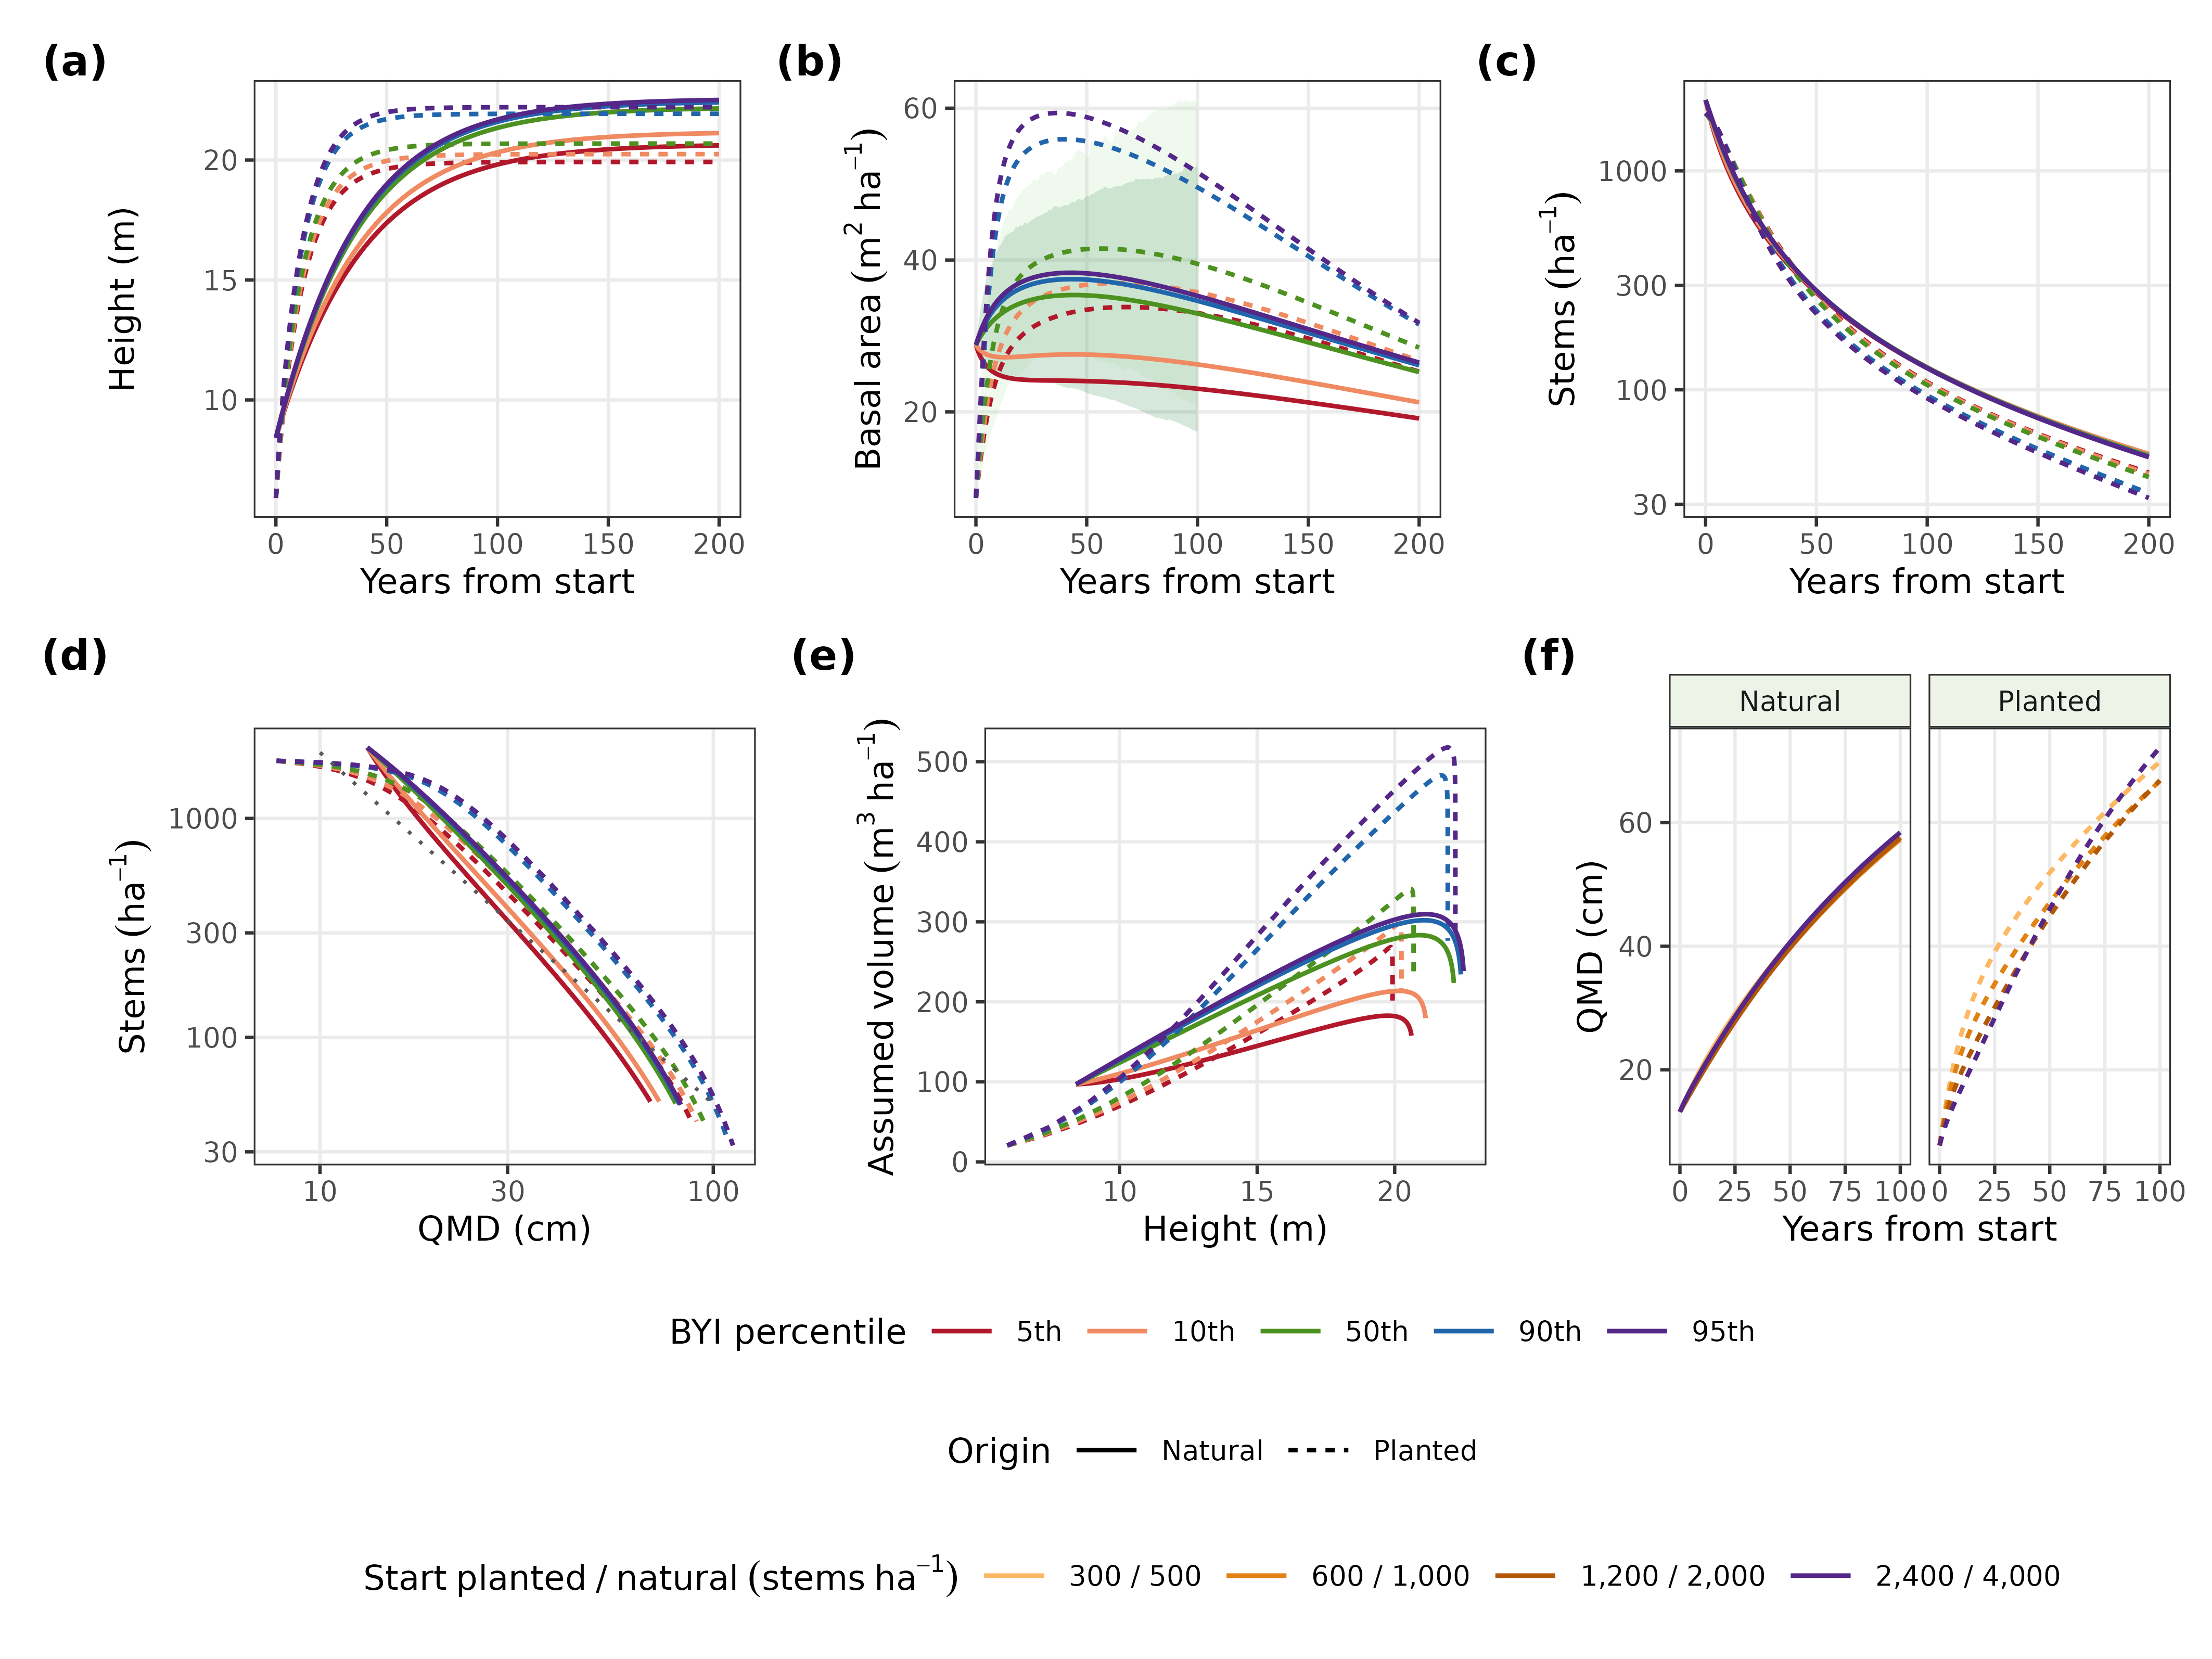 (a)
Height (m)
20
15
10
0 50 100 150 200
Years from start
(b)
Basal area (m² ha⁻¹)
60
40
20
0 50 100 150 200
Years from start
(c)
Stems (ha⁻¹)
1000
300
100
30
0 50 100 150 200
Years from start
(d)
Stems (ha⁻¹)
1000
300
100
30
10 30 100
QMD (cm)
(e)
Assumed volume (m³ ha⁻¹)
500
400
300
200
100
0
10 15 20
Height (m)
(f)
Natural Planted
QMD (cm)
60
40
20
0 25 50 75 100 0 25 50 75 100
Years from start
BYI percentile 5th 10th 50th 90th 95th
Origin Natural Planted
Start planted / natural (stems ha⁻¹) 300 / 500 600 / 1,000 1,200 / 2,000 2,400 / 4,000